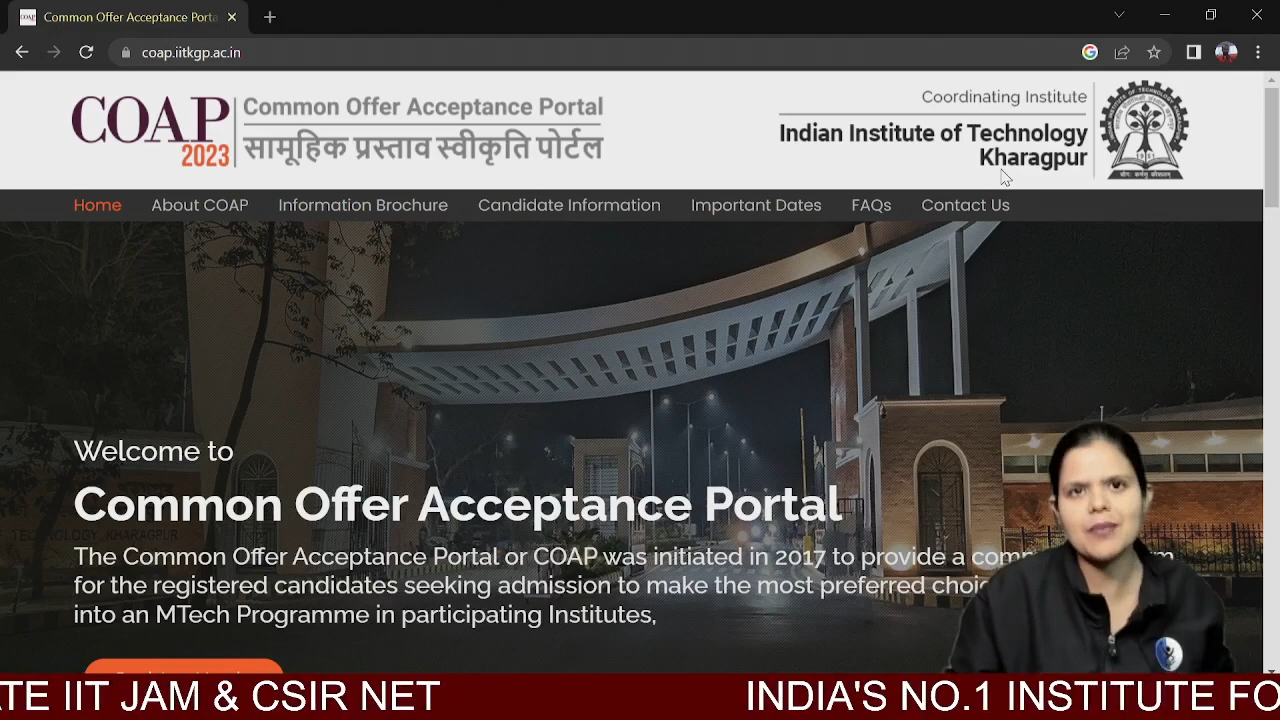 COAP Common Offer Acceptance Porta
coap.iitkgp.ac.in
COAP
2023
Common Offer Acceptance Portal
सामूहिक प्रस्ताव स्वीकृति पोर्टल
Coordinating Institute
Indian Institute of Technology
Kharagpur
Home About COAP Information Brochure Candidate Information Important Dates FAQs Contact Us
Welcome to
Common Offer Acceptance Portal
TECHNOLOGY, KHARAGPUR
The Common Offer Acceptance Portal or COAP was initiated in 2017 to provide a
for the registered candidates seeking admission to make the most preferred
into an MTech Programme in participating Institutes,
TE IIT JAM & CSIR NET INDIA'S NO.1 INSTITUTE FO